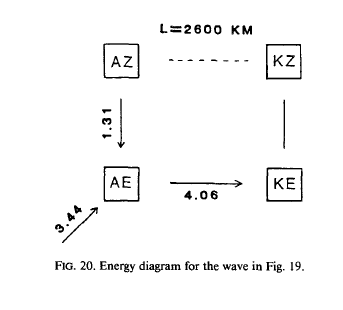 L=2600 KM
AZ KZ
1.31
AE KE
4.06
3.44
FIG. 20. Energy diagram for the wave in Fig. 19.